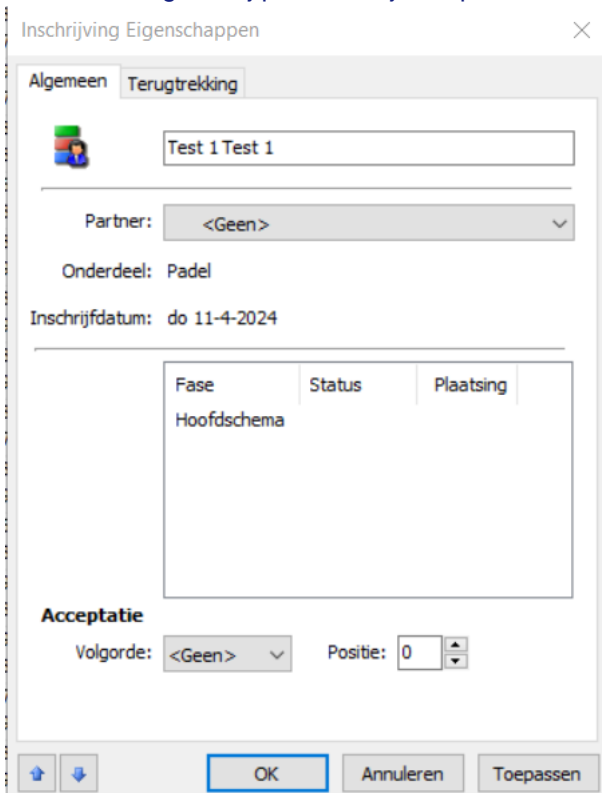 Inschrijving Eigenschappen
Algemeen Terugtrekking
Test 1 Test 1
Partner: <Geen>
Onderdeel: Padel
Inschrijfdatum: do 11-4-2024
Fase Status Plaatsing
Hoofdschema
Acceptatie
Volgorde: <Geen> Positie: 0
OK Annuleren Toepassen